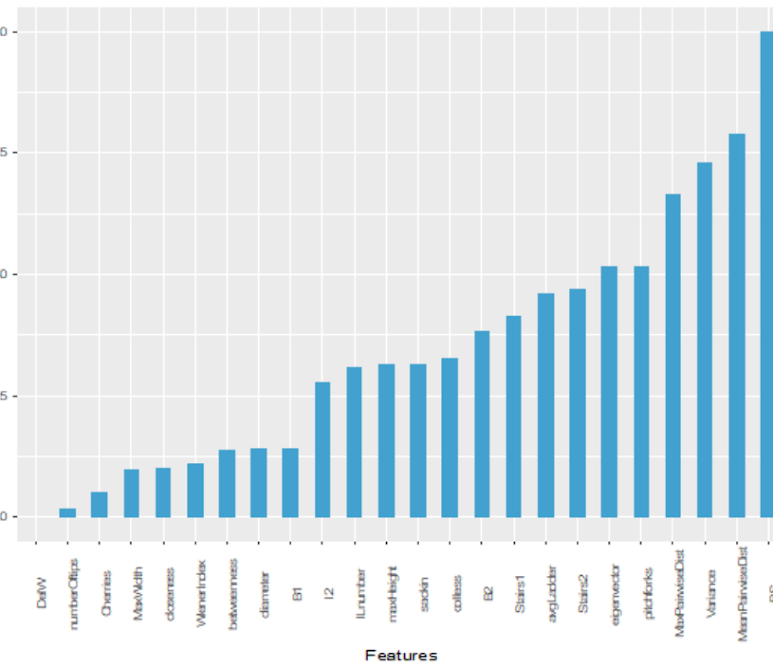 0
5
0
5
0
DelW
numberOftips
Cherries
MaxWidth
closeness
WienerIndex
betweenness
diameter
B1
I2
ILnumber
maxHeight
sackin
colless
B2
Stairs1
avgLadder
Stairs2
eigenvector
pitchforks
MaxPairwiseDist
Variance
MeanPairwiseDist
Features